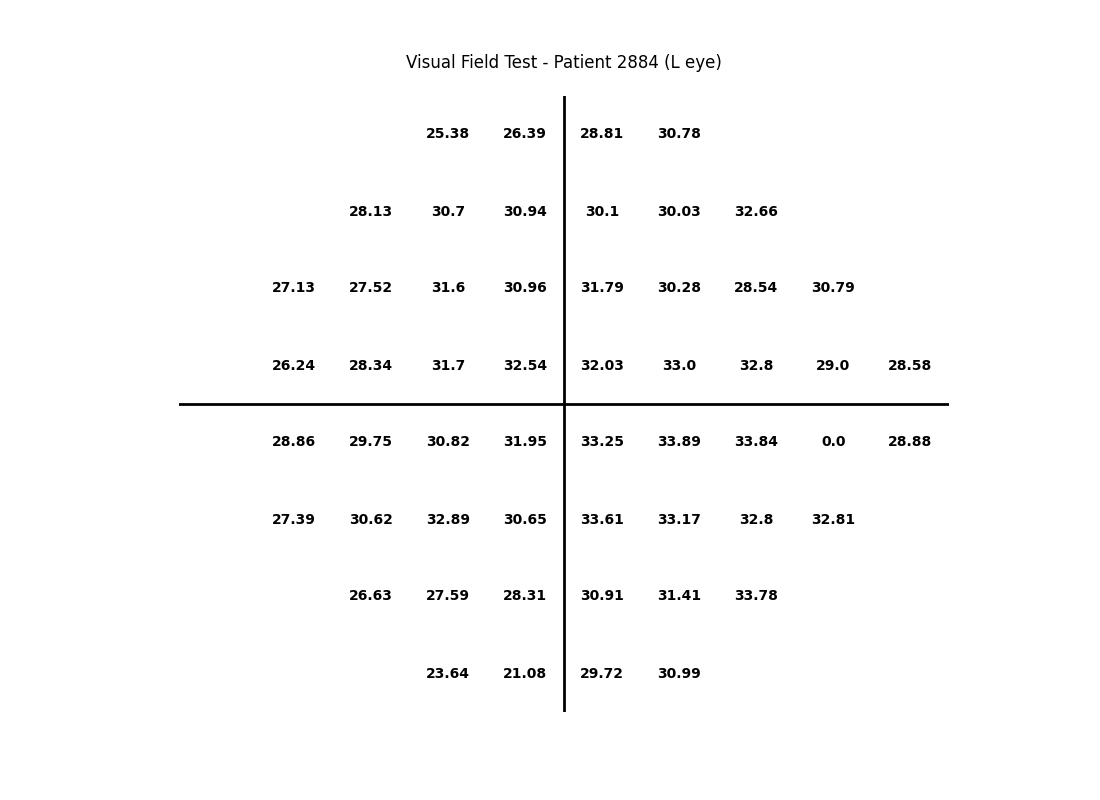 Visual Field Test - Patient 2884 (L eye)
25.38 26.39 28.81 30.78
28.13 30.7 30.94 30.1 30.03 32.66
27.13 27.52 31.6 30.96 31.79 30.28 28.54 30.79
26.24 28.34 31.7 32.54 32.03 33.0 32.8 29.0 28.58
28.86 29.75 30.82 31.95 33.25 33.89 33.84 0.0 28.88
27.39 30.62 32.89 30.65 33.61 33.17 32.8 32.81
26.63 27.59 28.31 30.91 31.41 33.78
23.64 21.08 29.72 30.99